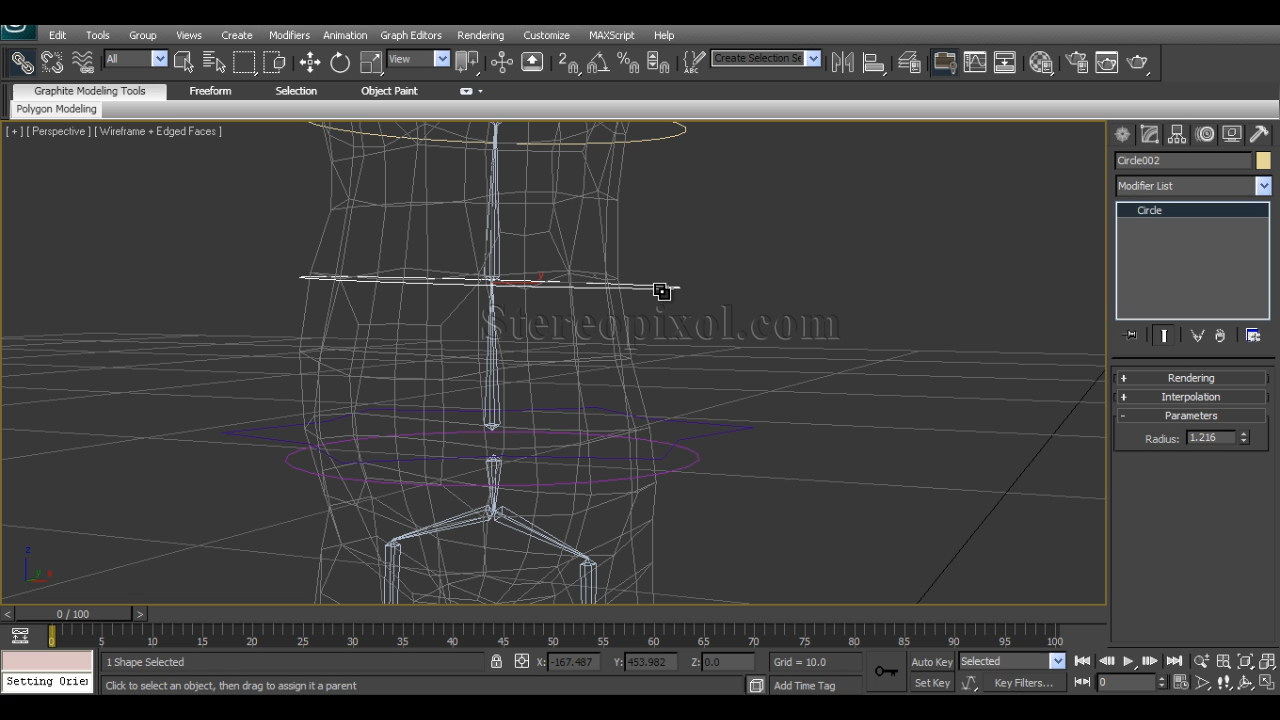 Edit Tools Group Views Create Modifiers Animation Graph Editors Rendering Customize MAXScript Help
All View 2 Create Selection Se
Graphite Modeling Tools Freeform Selection Object Paint
Polygon Modeling
[ + ] [ Perspective ] [ Wireframe + Edged Faces ]
Circle002
Modifier List
Circle
y
Stereopixol.com
+ Rendering
+ Interpolation
- Parameters
Radius: 1.216
z
y x
< 0 / 100 >
0 5 10 15 20 25 30 35 40 45 50 55 60 65 70 75 80 85 90 95 100
1 Shape Selected X: -167.487 Y: 453.982 Z: 0.0 Grid = 10.0 Auto Key Selected
Setting Orie Click to select an object, then drag to assign it a parent Add Time Tag Set Key Key Filters... 0